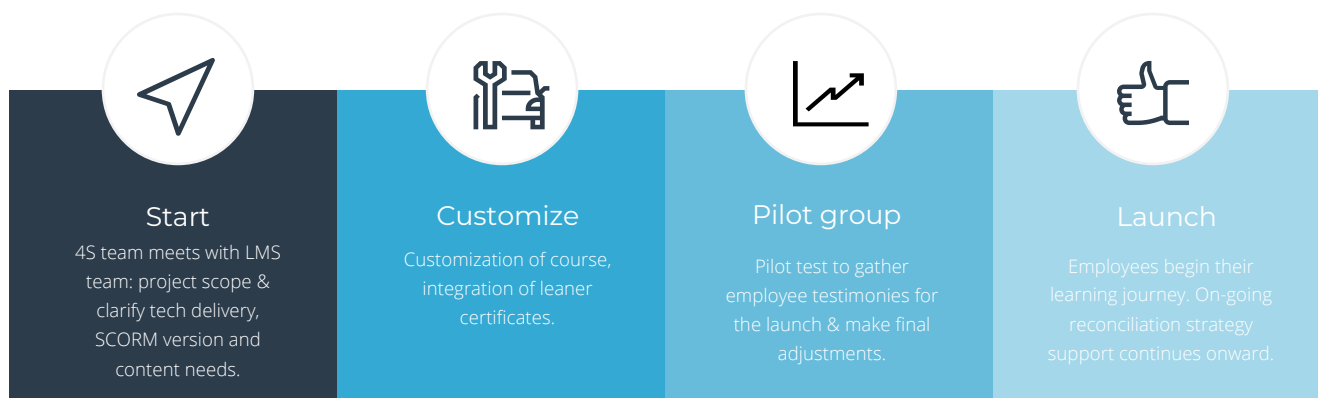 Start
4S team meets with LMS
team: project scope &
clarify tech delivery,
SCORM version and
content needs.
Customize
Customization of course,
integration of leaner
certificates.
Pilot group
Pilot test to gather
employee testimonies for
the launch & make final
adjustments.
Launch
Employees begin their
learning journey. On-going
reconciliation strategy
support continues onward.